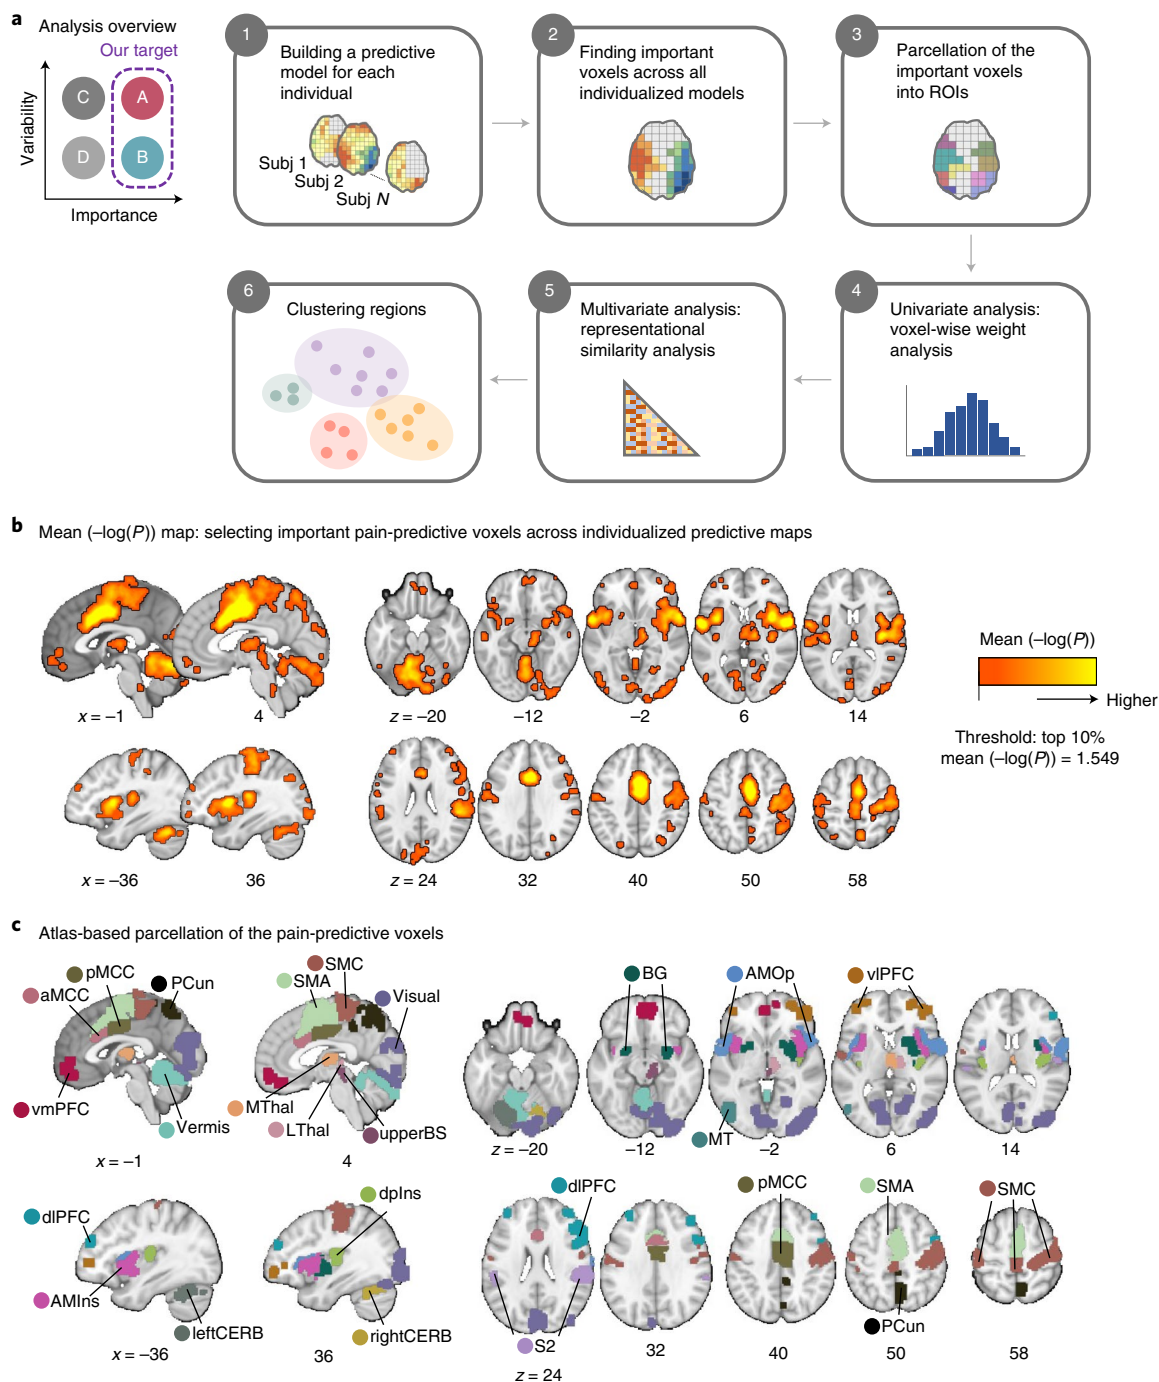 a
Analysis overview
Our target
Variability
C
A
D
B
Importance
1
Building a predictive
model for each
individual
Subj 1
Subj 2
Subj N
2
Finding important
voxels across all
individualized models
3
Parcellation of the
important voxels
into ROIs
6
Clustering regions
5
Multivariate analysis:
representational
similarity analysis
4
Univariate analysis:
voxel-wise weight
analysis
b
Mean (–log(P)) map: selecting important pain-predictive voxels across individualized predictive maps
x = –1
4
z = –20
–12
–2
6
14
Mean (–log(P))
Higher
Threshold: top 10%
mean (–log(P)) = 1.549
x = –36
36
z = 24
32
40
50
58
c
Atlas-based parcellation of the pain-predictive voxels
pMCC
aMCC
PCun
vmPFC
Vermis
x = –1
SMC
SMA
Visual
MThal
LThal
upperBS
4
BG
AMOp
vlPFC
MT
z = –20
–12
–2
6
14
dlPFC
AMIns
leftCERB
x = –36
dpIns
rightCERB
36
dlPFC
S2
z = 24
32
pMCC
40
SMA
PCun
50
SMC
58